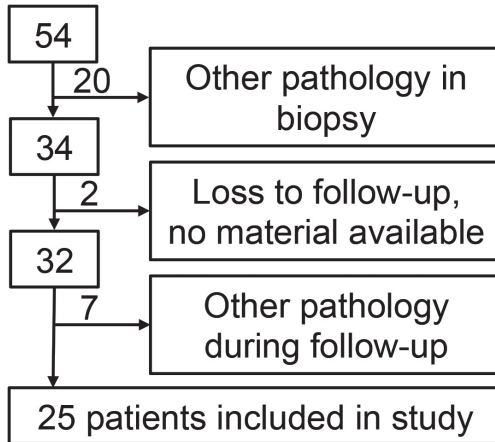 54
20
Other pathology in
biopsy
34
2
Loss to follow-up,
no material available
32
7
Other pathology
during follow-up
25 patients included in study